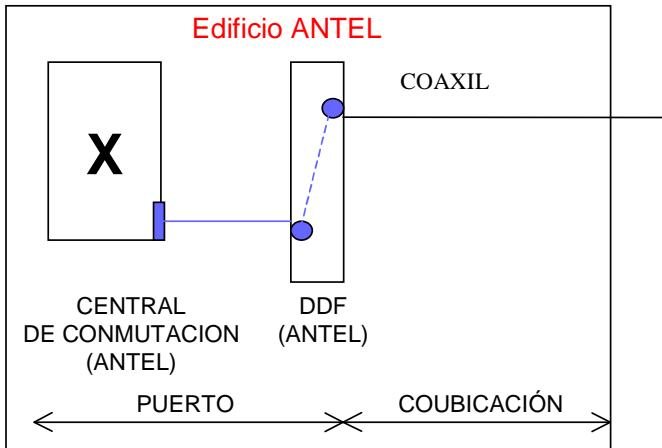 Edificio ANTEL
COAXIL
X
CENTRAL
DE CONMUTACION
(ANTEL)
DDF
(ANTEL)
PUERTO
COUBICACIÓN